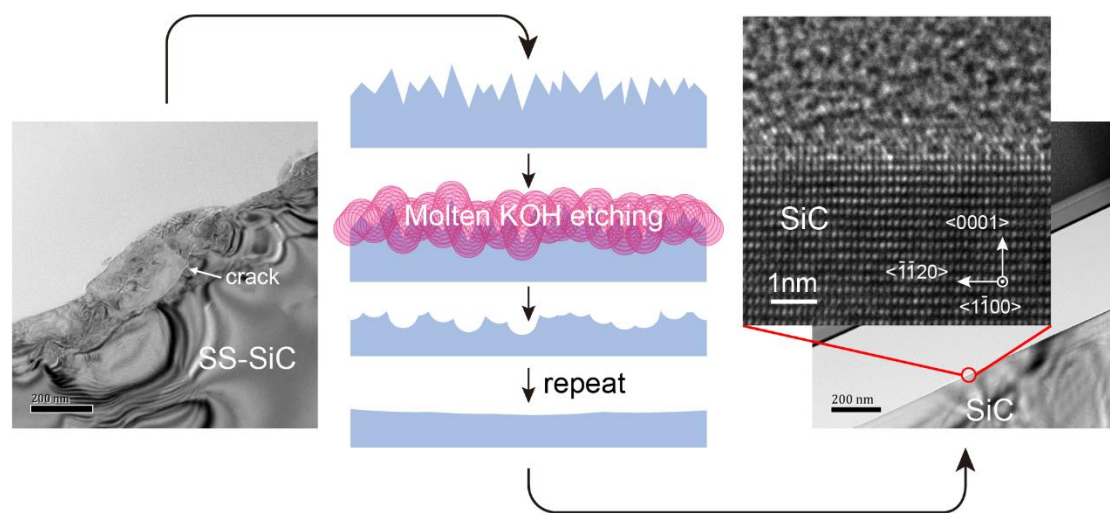 crack
SS-SiC
200 nm
Molten KOH etching
repeat
SiC
<0001>
<1̅1̅20>
<11̅00>
1nm
SiC
200 nm